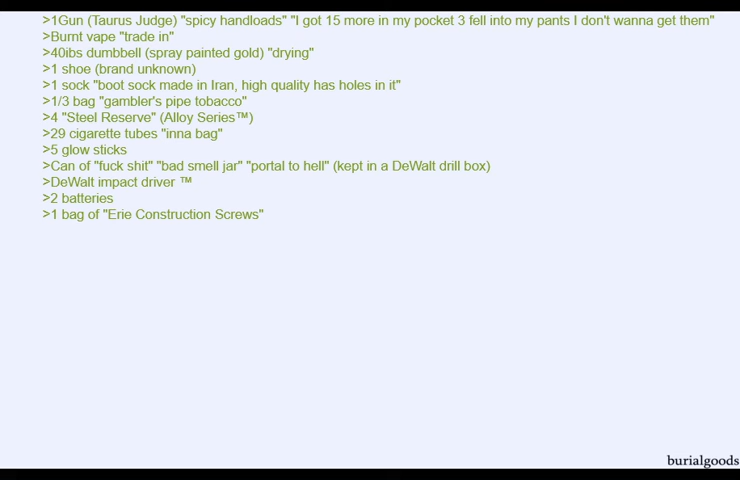 >1Gun (Taurus Judge) "spicy handloads" "I got 15 more in my pocket 3 fell into my pants I don't wanna get them"
>Burnt vape "trade in"
>40ibs dumbbell (spray painted gold) "drying"
>1 shoe (brand unknown)
>1 sock "boot sock made in Iran, high quality has holes in it"
>1/3 bag "gambler's pipe tobacco"
>4 "Steel Reserve" (Alloy Series™)
>29 cigarette tubes "inna bag"
>5 glow sticks
>Can of "fuck shit" "bad smell jar" "portal to hell" (kept in a DeWalt drill box)
>DeWalt impact driver ™
>2 batteries
>1 bag of "Erie Construction Screws"
burialgoods